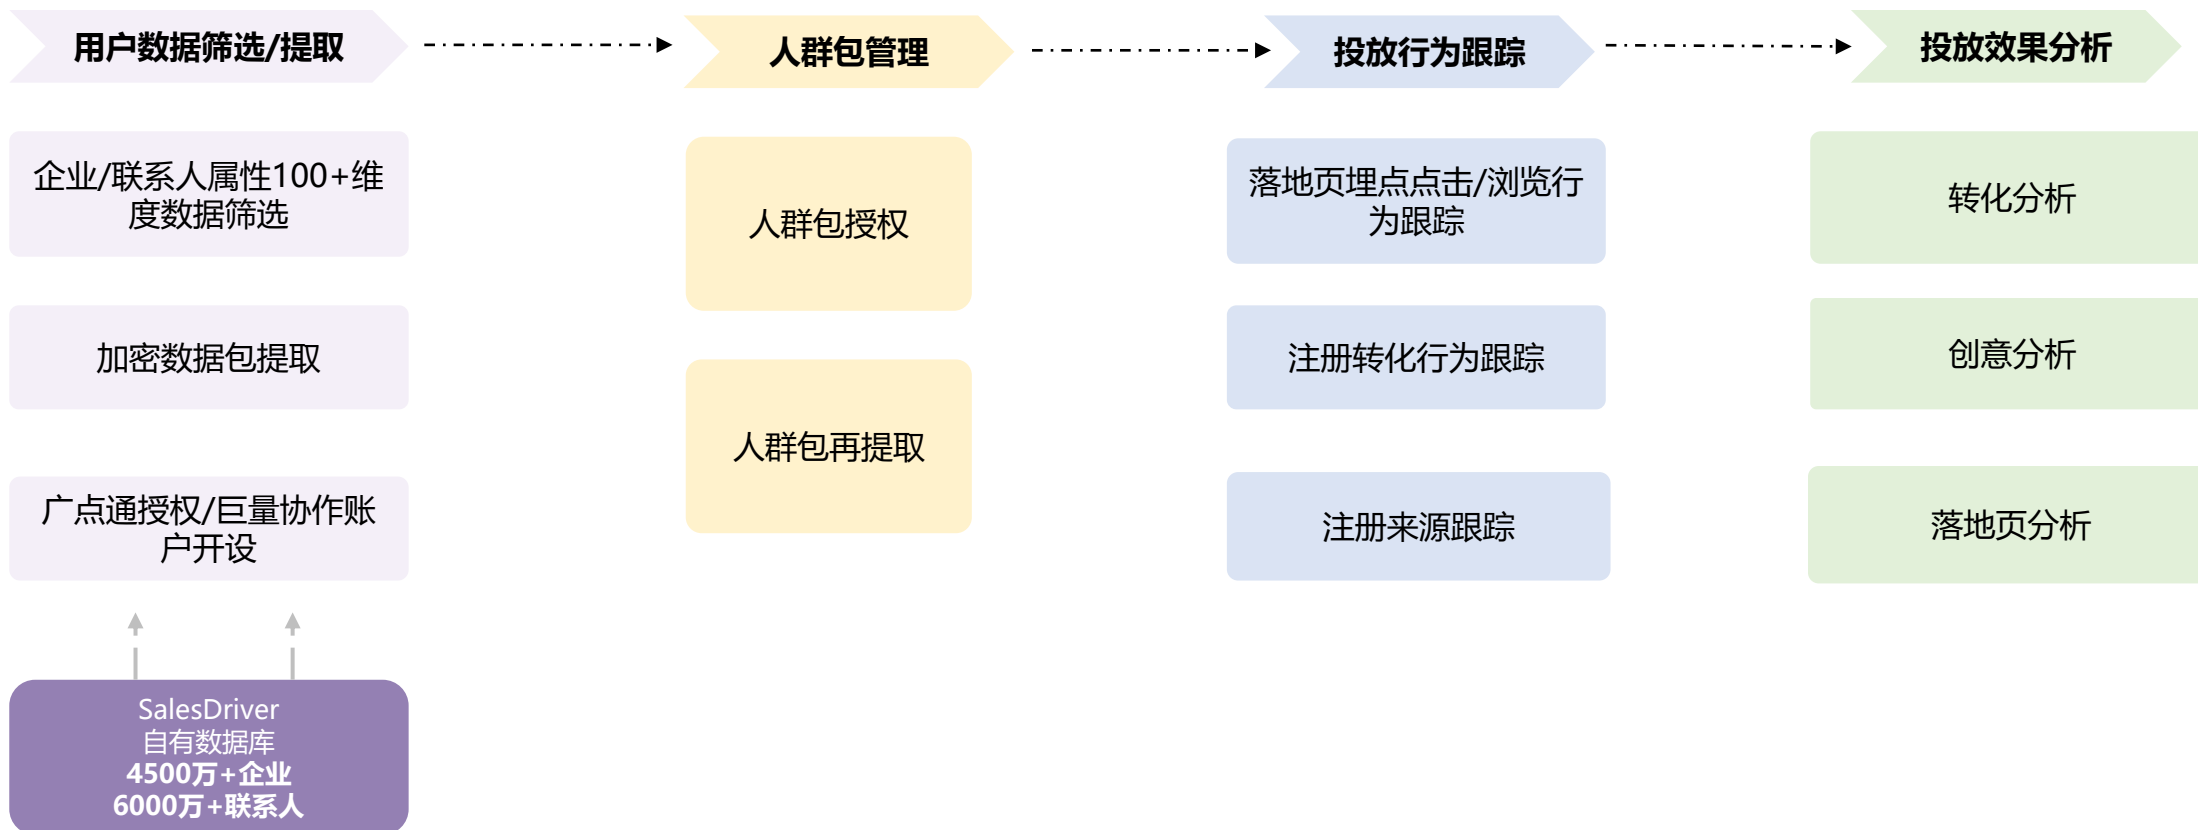 用户数据筛选/提取
人群包管理
投放行为跟踪
投放效果分析
企业/联系人属性100+维
度数据筛选
加密数据包提取
广点通授权/巨量协作账
户开设
SalesDriver
自有数据库
4500万+企业
6000万+联系人
人群包授权
人群包再提取
落地页埋点点击/浏览行
为跟踪
注册转化行为跟踪
注册来源跟踪
转化分析
创意分析
落地页分析